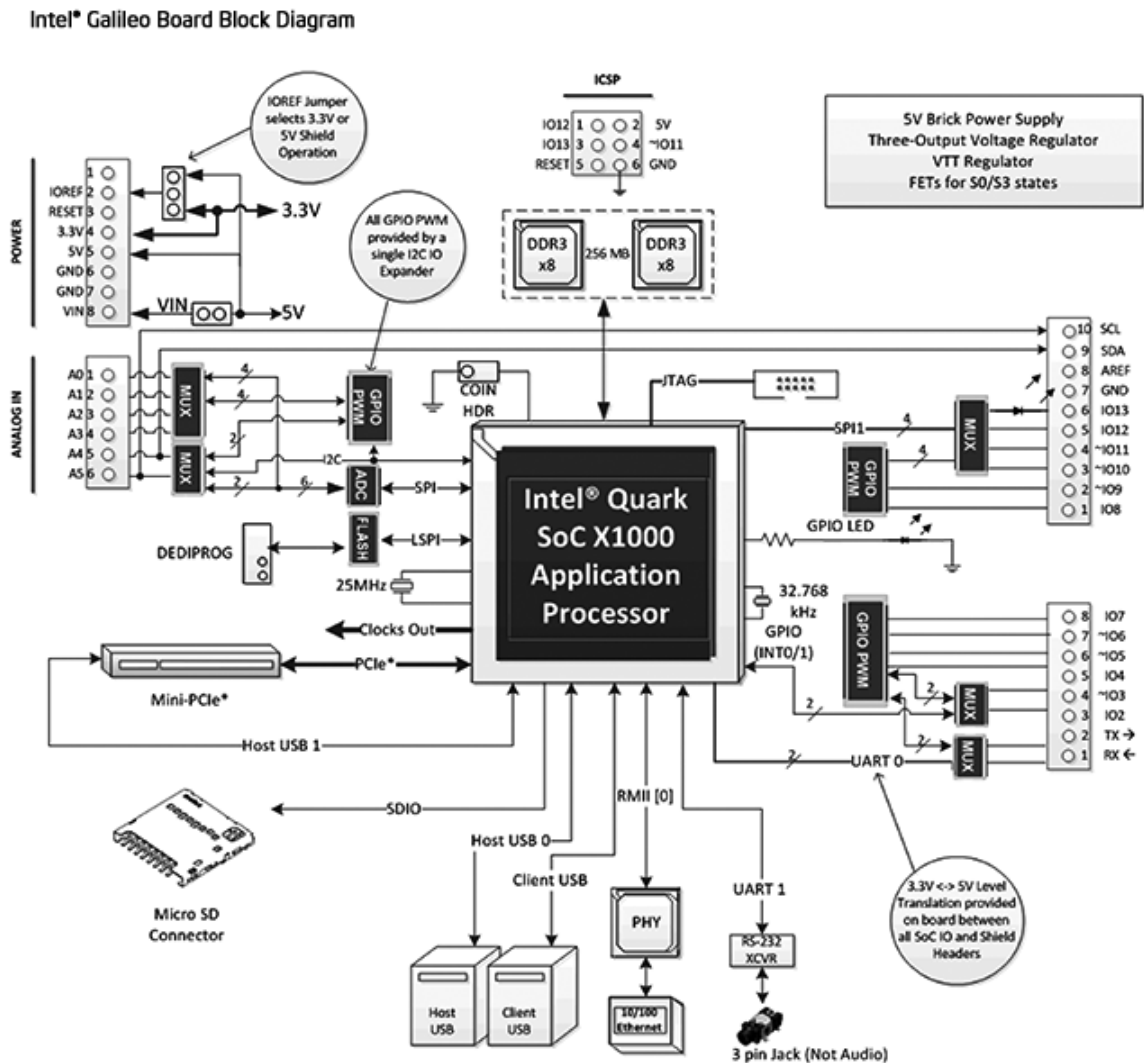 Intel® Galileo Board Block Diagram
IOREF Jumper
selects 3.3V or
5V Shield
Operation
ICSP
IO12 1 2 5V
IO13 3 4 ~IO11
RESET 5 6 GND
5V Brick Power Supply
Three-Output Voltage Regulator
VTT Regulator
FETs for S0/S3 states
POWER
1
IOREF 2
RESET 3
3.3V 4
5V 5
GND 6
GND 7
VIN 8
3.3V
VIN
5V
All GPIO PWM
provided by a
single I2C IO
Expander
DDR3
x8
256 MB
DDR3
x8
ANALOG IN
A0 1
A1 2
A2 3
A3 4
A4 5
A5 6
MUX
MUX
4
4
2
2
6
GPIO
PWM
I2C
ADC
SPI
FLASH
LSPI
DEDIPROG
COIN
HDR
JTAG
25MHz
Clocks Out
PCIe*
Mini-PCIe*
Host USB 1
Intel® Quark
SoC X1000
Application
Processor
SPI1
4
4
MUX
GPIO
PWM
10 SCL
9 SDA
8 AREF
7 GND
6 IO13
5 IO12
4 ~IO11
3 ~IO10
2 ~IO9
1 IO8
GPIO LED
32.768
kHz
GPIO
(INT0/1)
GPIO PWM
2
2
2
2
MUX
MUX
UART 0
8 IO7
7 ~IO6
6 ~IO5
5 IO4
4 ~IO3
3 IO2
2 TX →
1 RX ←
SDIO
Micro SD
Connector
Host USB 0
Client USB
RMII [0]
UART 1
Host
USB
Client
USB
PHY
10/100
Ethernet
RS-232
XCVR
3 pin Jack (Not Audio)
3.3V <-> 5V Level
Translation provided
on board between
all SoC IO and Shield
Headers